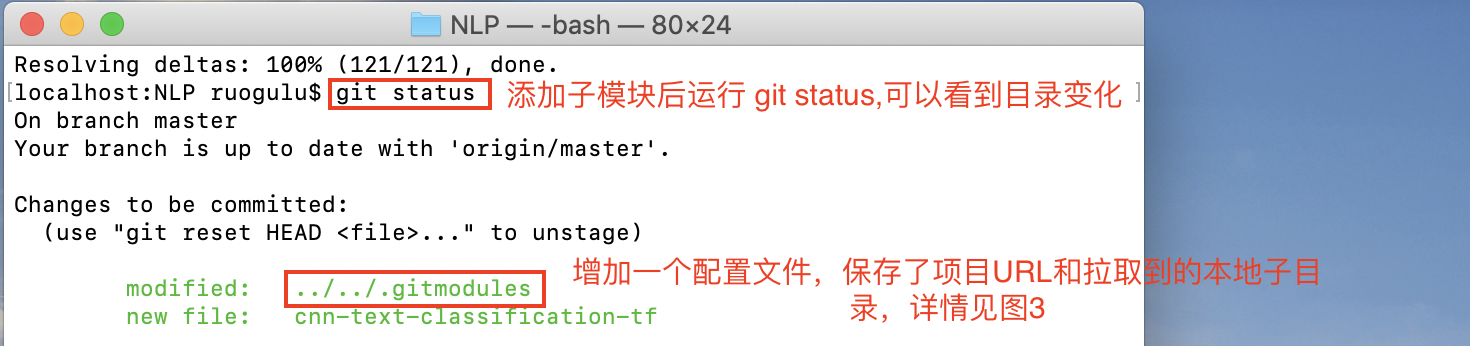 NLP — -bash — 80×24
Resolving deltas: 100% (121/121), done.
[localhost:NLP ruogulu$ git status 添加子模块后运行 git status,可以看到目录变化 ]
On branch master
Your branch is up to date with 'origin/master'.
Changes to be committed:
(use "git reset HEAD <file>..." to unstage)
modified: ../../.gitmodules 增加一个配置文件，保存了项目URL和拉取到的本地子目
录，详情见图3
new file: cnn-text-classification-tf